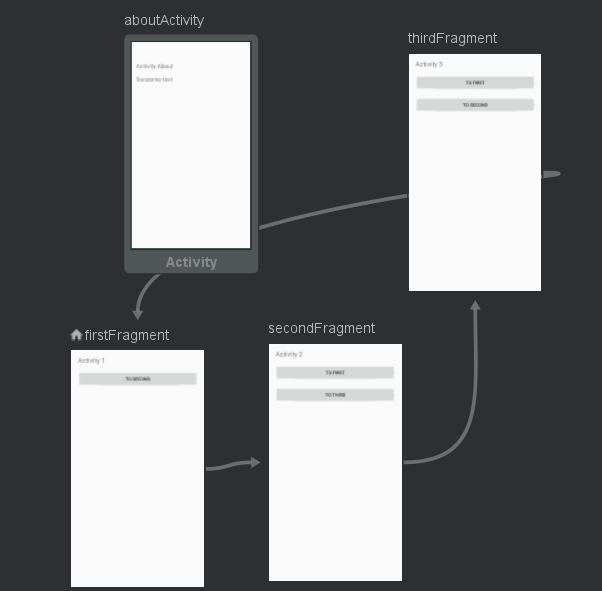 aboutActivity
Activity About
Sosssme text
Activity
thirdFragment
Activity 3
TO FIRST
TO SECOND
firstFragment
Activity 1
TO SECOND
secondFragment
Activity 2
TO FIRST
TO THIRD